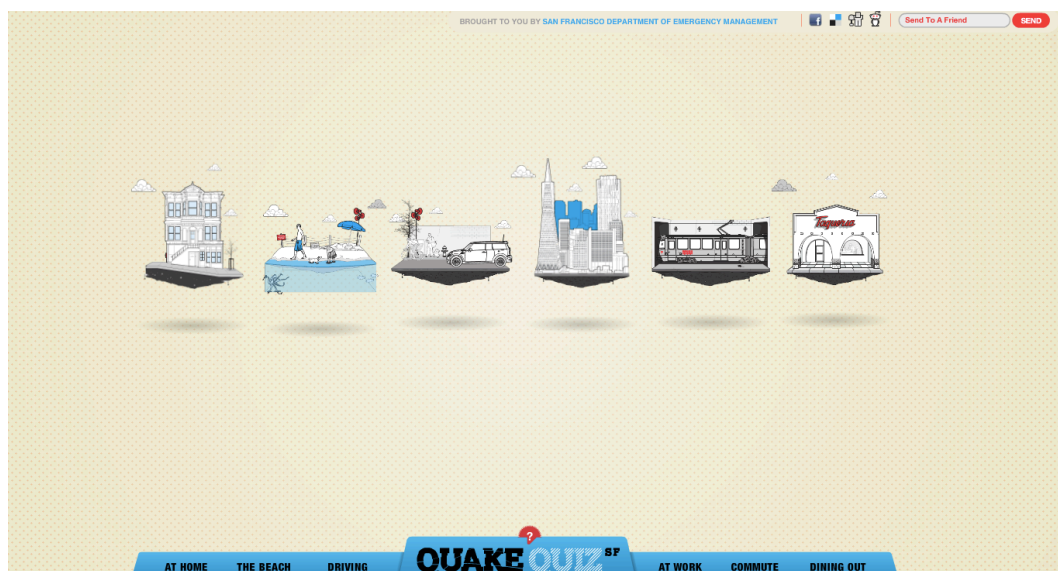 BROUGHT TO YOU BY SAN FRANCISCO DEPARTMENT OF EMERGENCY MANAGEMENT
f
Send To A Friend
SEND
?
QUAKE QUIZ SF
AT HOME THE BEACH DRIVING
AT WORK COMMUTE DINING OUT